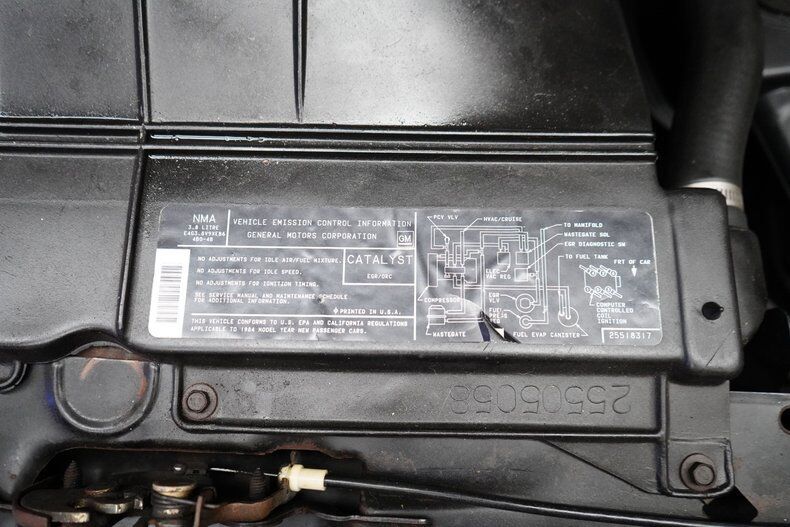 NMA
3.8 LITRE
4D0-4B
VEHICLE EMISSION CONTROL INFORMATION
GENERAL MOTORS CORPORATION
GM
NO ADJUSTMENTS FOR IDLE-AIR/FUEL MIXTURE.
NO ADJUSTMENTS FOR IDLE SPEED.
NO ADJUSTMENTS FOR IGNITION TIMING.
CATALYST
EGR/ORC
SEE SERVICE MANUAL AND MAINTENANCE SCHEDULE
FOR ADDITIONAL INFORMATION.
PRINTED IN U.S.A.
THIS VEHICLE CONFORMS TO U.S. EPA AND CALIFORNIA REGULATIONS
APPLICABLE TO 1984 MODEL YEAR NEW PASSENGER CARS.
PCV VLV
HVAC/CRUISE
TO MANIFOLD
WASTEGATE SOL
EGR DIAGNOSTIC SW
TO FUEL TANK
FRT OF CAR
ELEC
VAC REG
COMPRESSOR
EGR
VLV
FUEL
WASTEGATE
FUEL EVAP CANISTER
COMPUTER
CONTROLLED
COIL
IGNITION
25518317
25505058